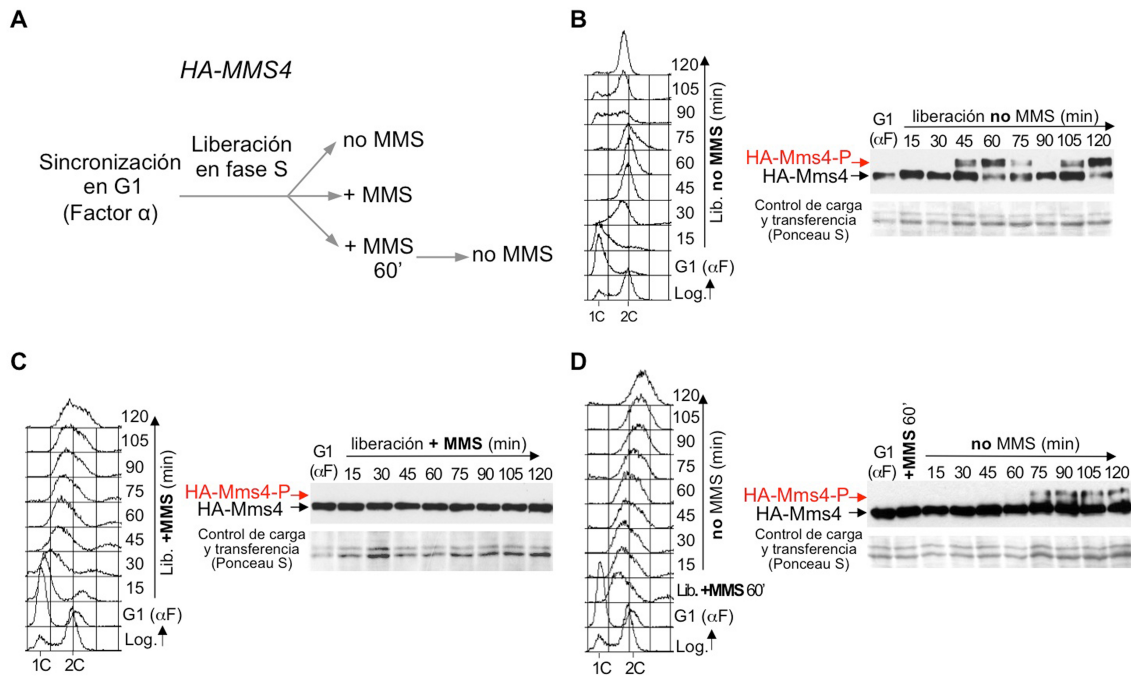 A
HA-MMS4
Sincronización
en G1
(Factor α)
Liberación
en fase S
no MMS
+ MMS
+ MMS
60’
no MMS
B
120
105
90
75
60
45
30
15
G1 (αF)
Log.
Lib. no MMS (min)
1C 2C
G1
(αF)
liberación no MMS (min)
15 30 45 60 75 90 105 120
HA-Mms4-P
HA-Mms4
Control de carga
y transferencia
(Ponceau S)
C
120
105
90
75
60
45
30
15
G1 (αF)
Log.
Lib. +MMS (min)
1C 2C
G1
(αF)
liberación + MMS (min)
15 30 45 60 75 90 105 120
HA-Mms4-P
HA-Mms4
Control de carga
y transferencia
(Ponceau S)
D
120
105
90
75
60
45
30
15
Lib. +MMS 60’
G1 (αF)
Log.
no MMS (min)
1C 2C
G1
(αF)
+MMS 60’
no MMS (min)
15 30 45 60 75 90 105 120
HA-Mms4-P
HA-Mms4
Control de carga
y transferencia
(Ponceau S)